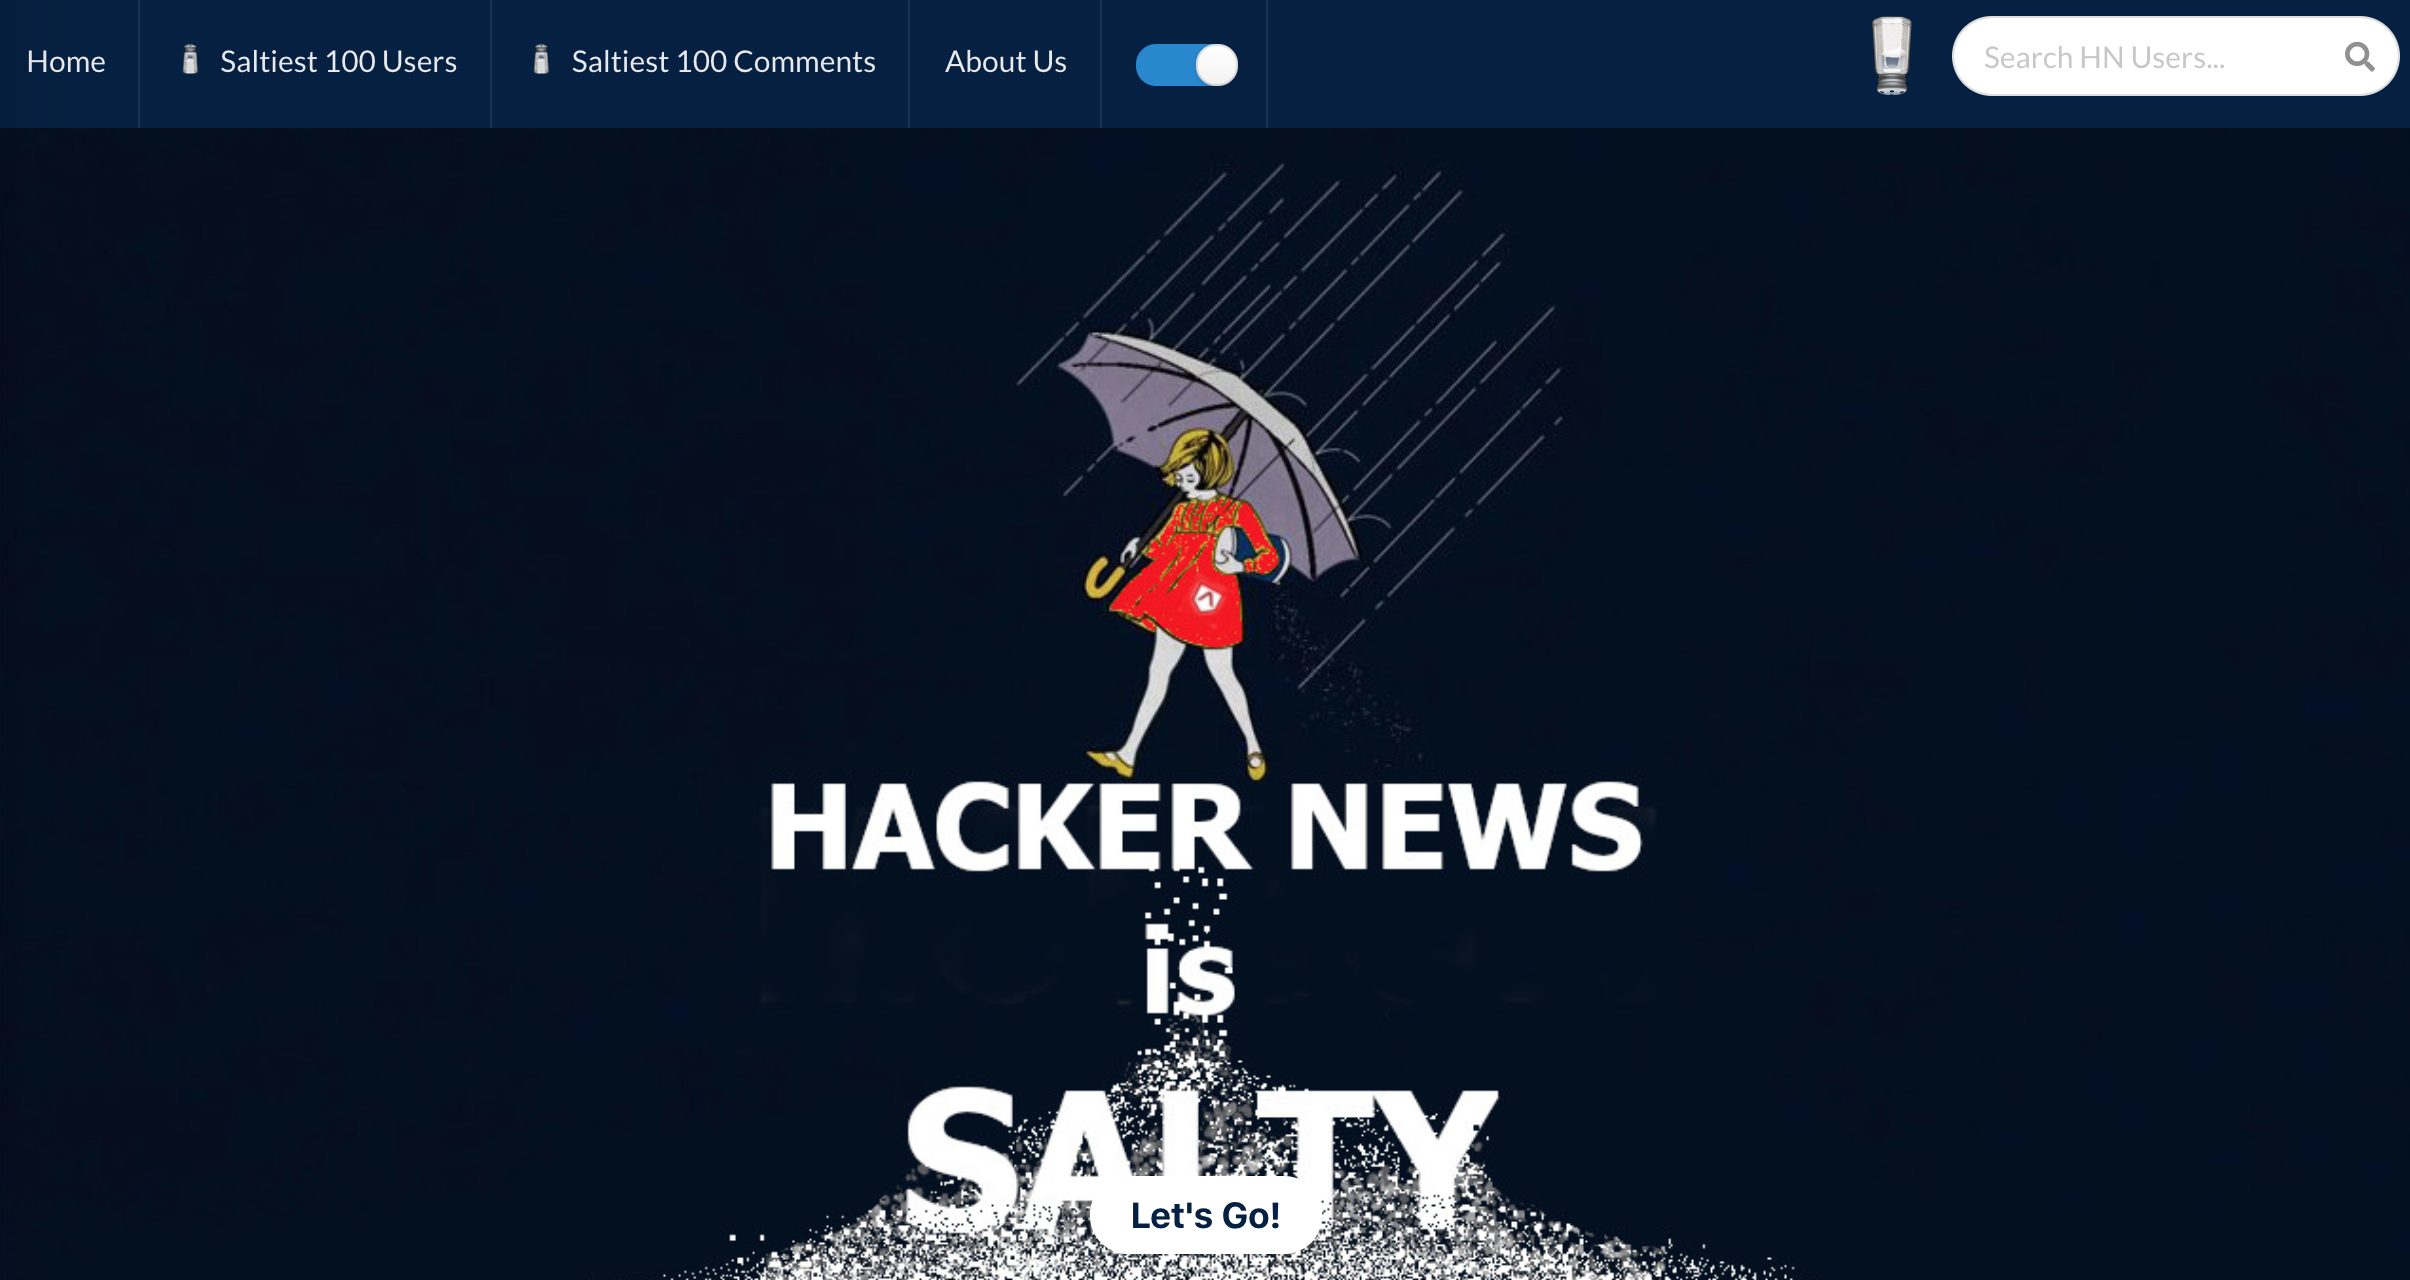 Home
Saltiest 100 Users
Saltiest 100 Comments
About Us
Search HN Users...
HACKER NEWS
is
SALTY
Let's Go!